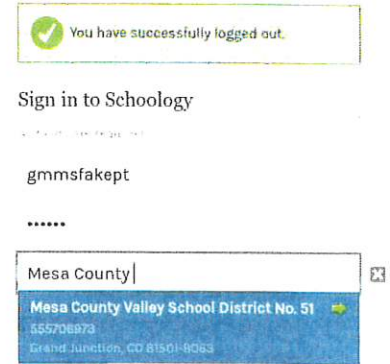 You have successfully logged out.
Sign in to Schoology
gmmsfakept
••••••
Mesa County
Mesa County Valley School District No. 51
555706973
Grand Junction, CO 81501-8063